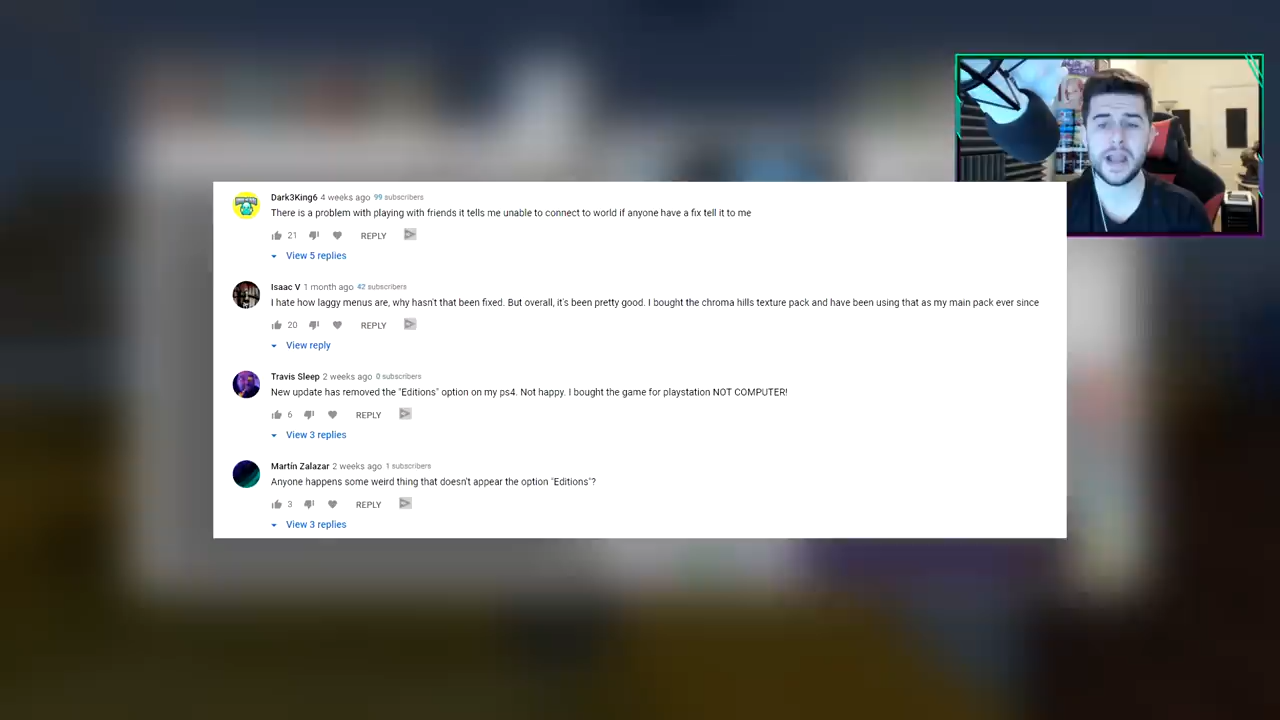 Dark3King6 4 weeks ago 99 subscribers
There is a problem with playing with friends it tells me unable to connect to world if anyone have a fix tell it to me
21 REPLY
View 5 replies
Isaac V 1 month ago 42 subscribers
I hate how laggy menus are, why hasn't that been fixed. But overall, it's been pretty good. I bought the chroma hills texture pack and have been using that as my main pack ever since
20 REPLY
View reply
Travis Sleep 2 weeks ago 0 subscribers
New update has removed the "Editions" option on my ps4. Not happy. I bought the game for playstation NOT COMPUTER!
6 REPLY
View 3 replies
Martin Zalazar 2 weeks ago 1 subscribers
Anyone happens some weird thing that doesn't appear the option "Editions"?
3 REPLY
View 3 replies